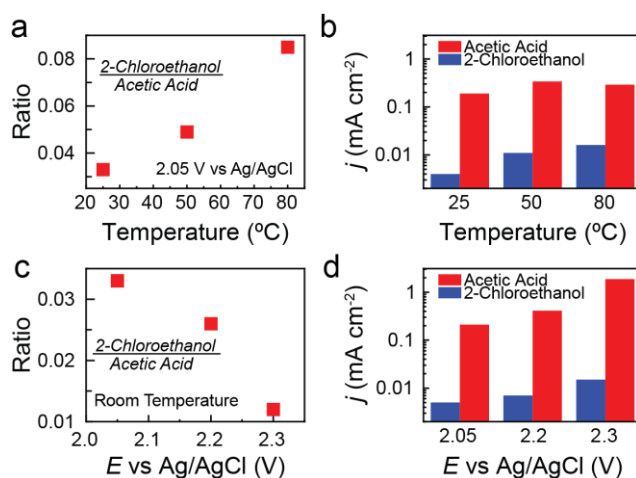 a
0.08
0.06
0.04
Ratio
2-Chloroethanol
Acetic Acid
2.05 V vs Ag/AgCl
20 30 40 50 60 70 80
Temperature (ºC)
b
1
0.1
0.01
j (mA cm-2)
Acetic Acid
2-Chloroethanol
25 50 80
Temperature (ºC)
c
0.03
0.02
0.01
Ratio
2-Chloroethanol
Acetic Acid
Room Temperature
2.0 2.1 2.2 2.3
E vs Ag/AgCl (V)
d
1
0.1
0.01
j (mA cm-2)
Acetic Acid
2-Chloroethanol
2.05 2.2 2.3
E vs Ag/AgCl (V)